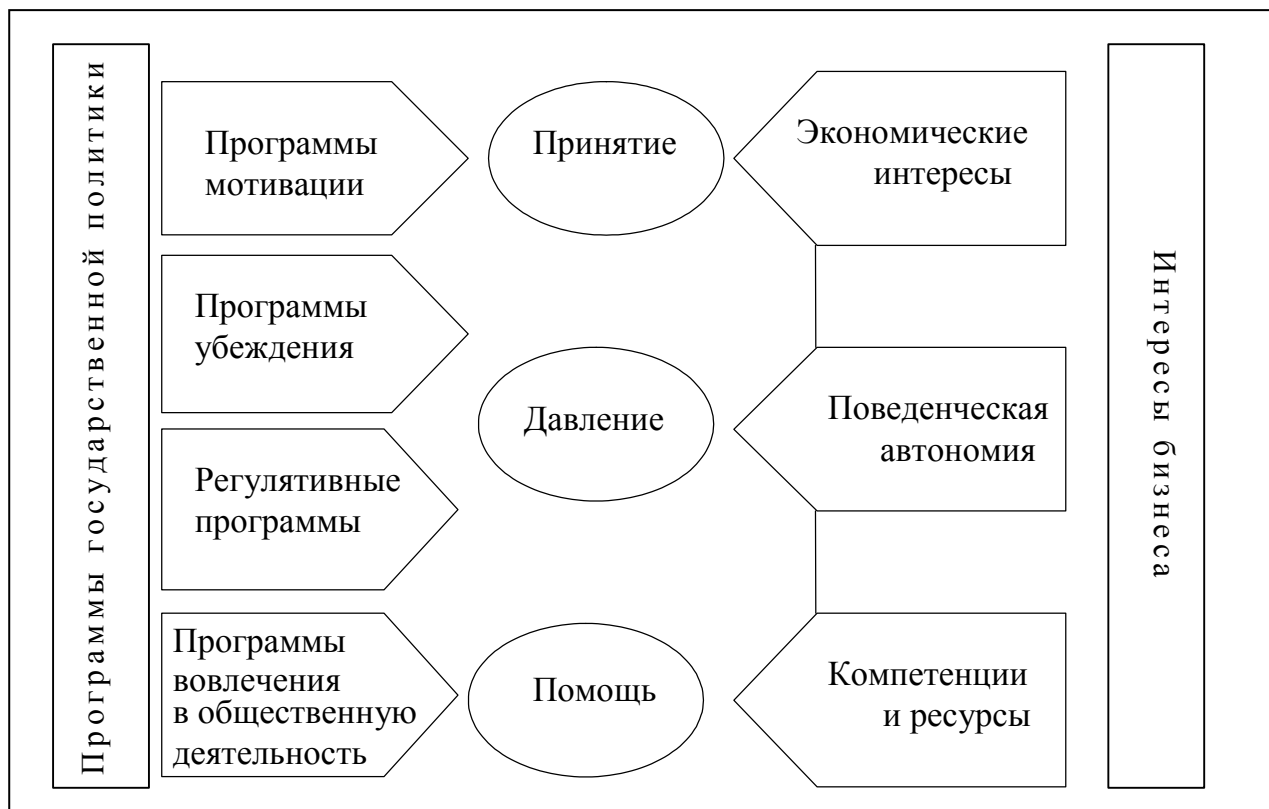 Программы государственной политики
Программы
мотивации
Принятие
Экономические
интересы
Программы
убеждения
Давление
Поведенческая
автономия
Регулятивные
программы
Программы
вовлечения
в общественную
деятельность
Помощь
Компетенции
и ресурсы
Интересы бизнеса